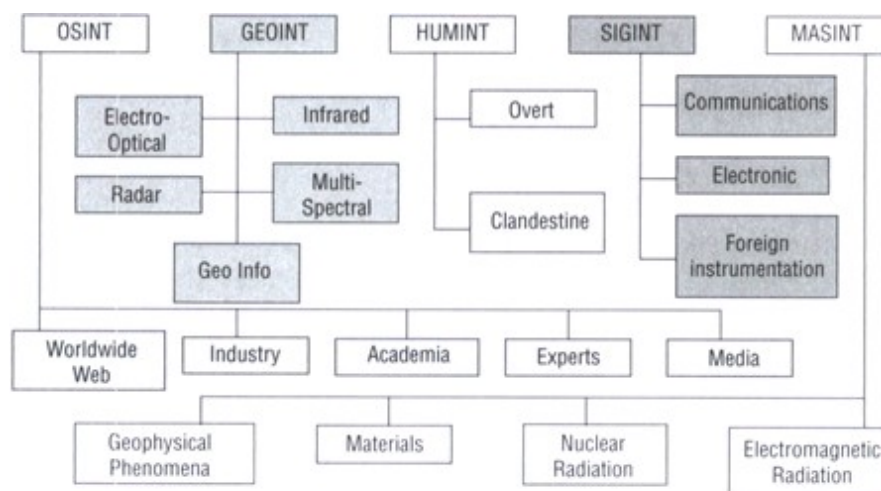 OSINT
GEOINT
HUMINT
SIGINT
MASINT
Electro-
Optical
Infrared
Radar
Multi-
Spectral
Geo Info
Overt
Clandestine
Communications
Electronic
Foreign
instrumentation
Worldwide
Web
Industry
Academia
Experts
Media
Geophysical
Phenomena
Materials
Nuclear
Radiation
Electromagnetic
Radiation